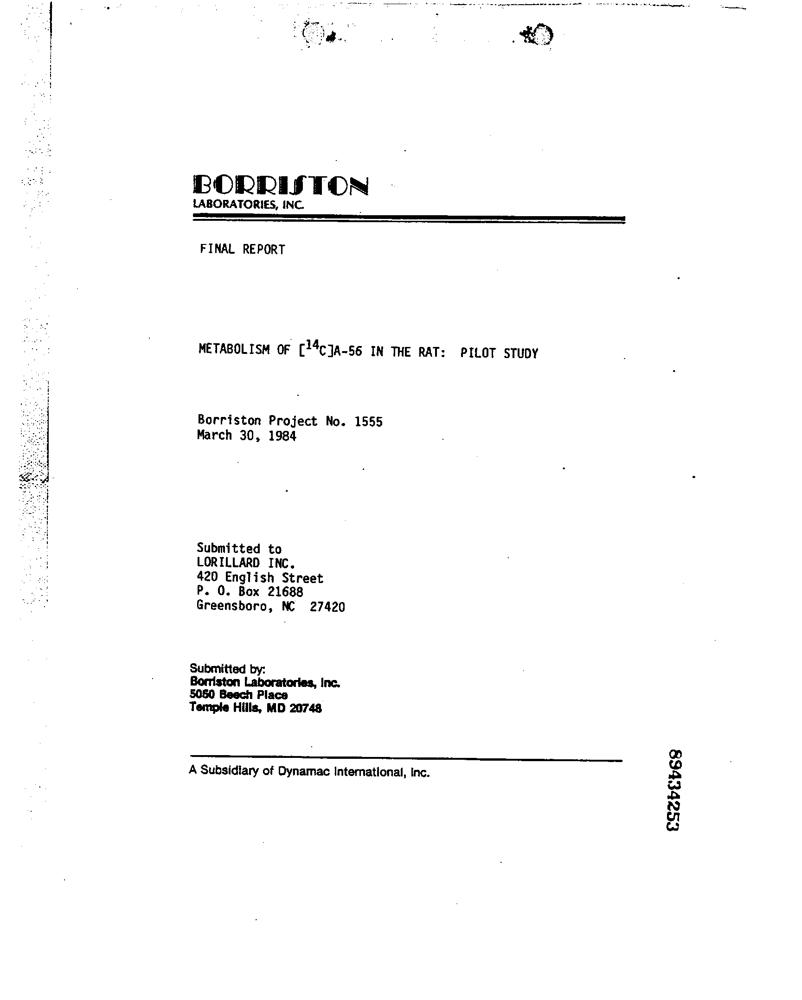 BORRISTON
LABORATORIES, INC.
FINAL REPORT
METABOLISM OF [14C]A-56 IN THE RAT: PILOT STUDY
Borriston Project No. 1555
March 30, 1984
Submitted to
LORILLARD INC.
420 English Street
P. O. Box 21688
Greensboro, NC 27420
Submitted by:
Borriston Laboratories, Inc.
5050 Beech Place
Temple Hills, MD 20748
A Subsidiary of Dynamac International, Inc.
89434253